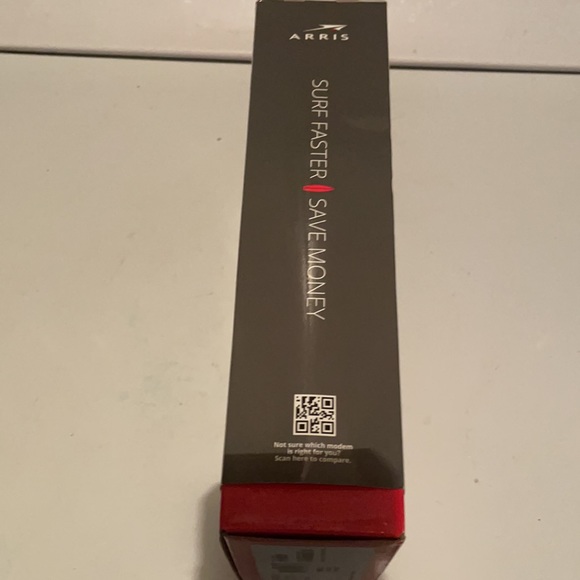 ARRIS
SURF FASTER SAVE MONEY
Not sure which modem
is right for you?
Scan here to compare.